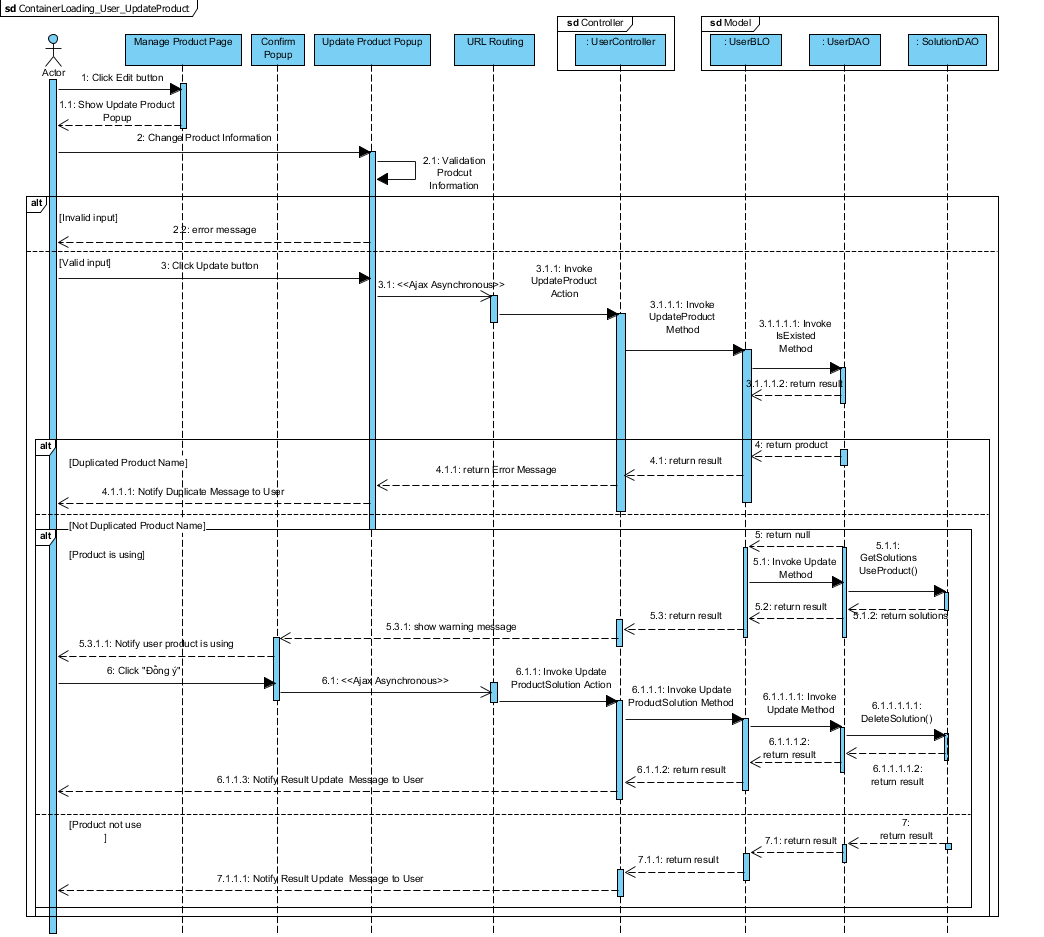 sd ContainerLoading_User_UpdateProduct
sd Controller
sd Model
Actor
Manage Product Page
Confirm
Popup
Update Product Popup
URL Routing
: UserController
: UserBLO
: UserDAO
: SolutionDAO
1: Click Edit button
1.1: Show Update Product
Popup
2: Change Product Information
2.1: Validation
Prodcut
Information
alt
[Invalid input]
2.2: error message
[Valid input]
3: Click Update button
3.1: <<Ajax Asynchronous>>
3.1.1: Invoke
UpdateProduct
Action
3.1.1.1: Invoke
UpdateProduct
Method
3.1.1.1.1: Invoke
IsExisted
Method
3.1.1.1.2: return result
alt
[Duplicated Product Name]
4: return product
4.1: return result
4.1.1: return Error Message
4.1.1.1: Notify Duplicate Message to User
[Not Duplicated Product Name]
alt
[Product is using]
5: return null
5.1: Invoke Update
Method
5.1.1:
GetSolutions
UseProduct()
5.1.2: return solutions
5.2: return result
5.3: return result
5.3.1: show warning message
5.3.1.1: Notify user product is using
6: Click "Đồng ý"
6.1: <<Ajax Asynchronous>>
6.1.1: Invoke Update
ProductSolution Action
6.1.1.1: Invoke Update
ProductSolution Method
6.1.1.1.1: Invoke
Update Method
6.1.1.1.1.1:
DeleteSolution()
6.1.1.1.1.2:
return result
6.1.1.1.2:
return result
6.1.1.2: return result
6.1.1.3: Notify Result Update  Message to User
[Product not use
]
7:
return result
7.1: return result
7.1.1: return result
7.1.1.1: Notify Result Update  Message to User